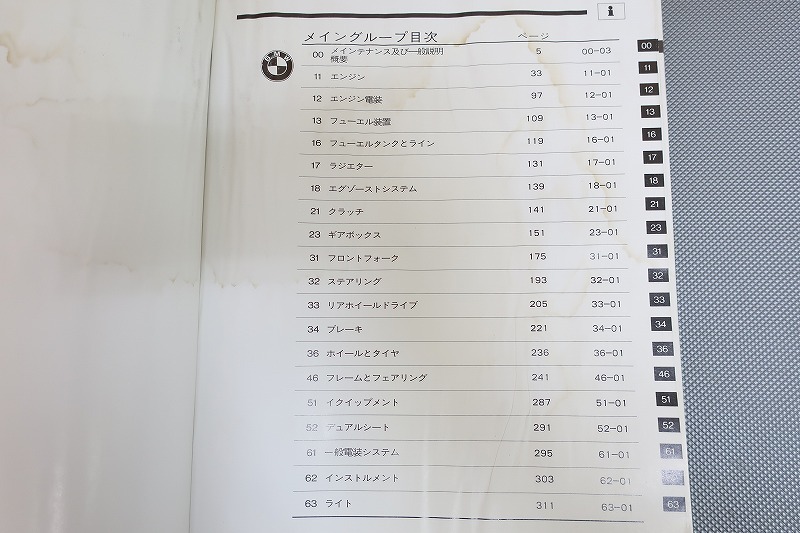 i
メイングループ目次 ページ
BMW
00 メインテナンス及び一般説明 5 00-03
概要
11 エンジン 33 11-01
12 エンジン電装 97 12-01
13 フューエル装置 109 13-01
16 フューエルタンクとライン 119 16-01
17 ラジエター 131 17-01
18 エグゾーストシステム 139 18-01
21 クラッチ 141 21-01
23 ギアボックス 151 23-01
31 フロントフォーク 175 31-01
32 ステアリング 193 32-01
33 リアホイールドライブ 205 33-01
34 ブレーキ 221 34-01
36 ホイールとタイヤ 236 36-01
46 フレームとフェアリング 241 46-01
51 イクイップメント 287 51-01
52 デュアルシート 291 52-01
61 一般電装システム 295 61-01
62 インストルメント 303 62-01
63 ライト 311 63-01
00
11
12
13
16
17
18
21
23
31
32
33
34
36
46
51
52
61
62
63